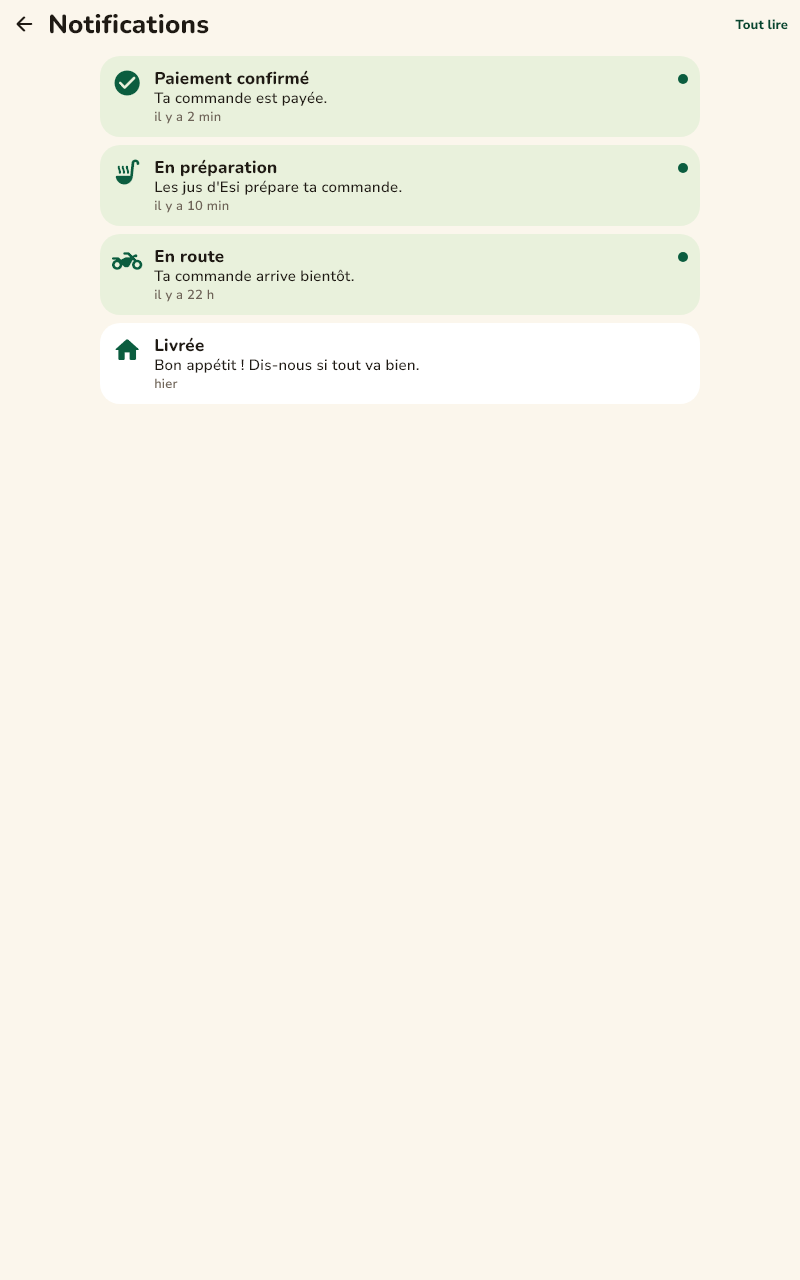 Notifications
Tout lire
Paiement confirmé
Ta commande est payée.
il y a 2 min
En préparation
Les jus d'Esi prépare ta commande.
il y a 10 min
En route
Ta commande arrive bientôt.
il y a 22 h
Livrée
Bon appétit ! Dis-nous si tout va bien.
hier